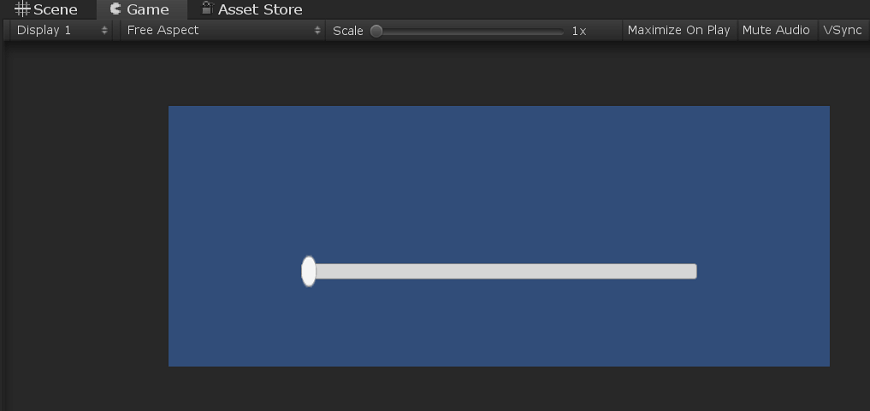 Scene Game Asset Store
Display 1 Free Aspect Scale 1x Maximize On Play Mute Audio VSync